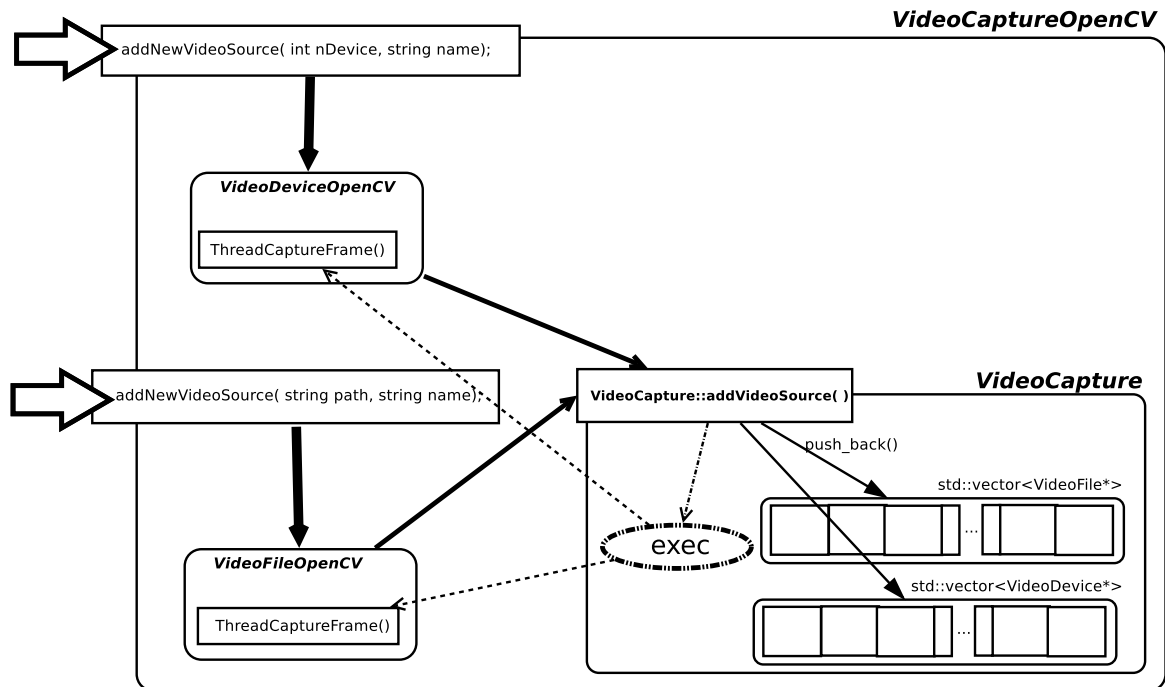 VideoCaptureOpenCV
addNewVideoSource( int nDevice, string name);
VideoDeviceOpenCV
ThreadCaptureFrame()
VideoCapture
addNewVideoSource( string path, string name);
VideoCapture::addVideoSource( )
push_back()
std::vector<VideoFile*>
...
exec
VideoFileOpenCV
std::vector<VideoDevice*>
ThreadCaptureFrame()
...